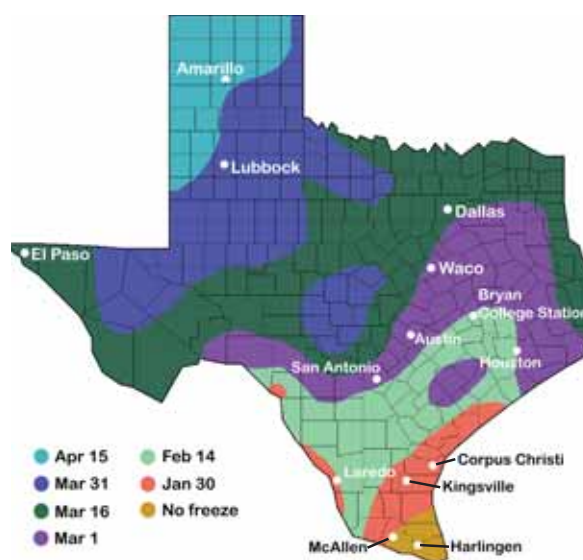 Amarillo
Lubbock
Dallas
El Paso
Waco
Bryan
College Station
Austin
Houston
San Antonio
Apr 15
Mar 31
Mar 16
Mar 1
Feb 14
Jan 30
No freeze
Laredo
Corpus Christi
Kingsville
McAllen
Harlingen